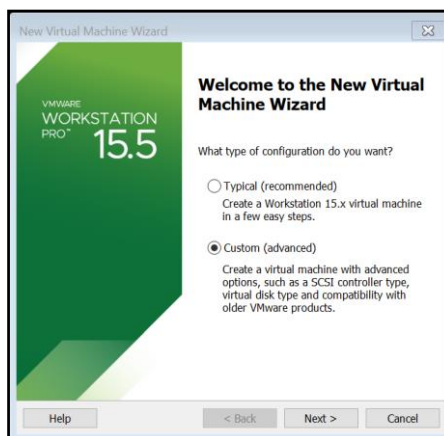 New Virtual Machine Wizard
VMWARE
WORKSTATION
PRO™ 15.5
Welcome to the New Virtual
Machine Wizard
What type of configuration do you want?
Typical (recommended)
Create a Workstation 15.x virtual machine
in a few easy steps.
Custom (advanced)
Create a virtual machine with advanced
options, such as a SCSI controller type,
virtual disk type and compatibility with
older VMware products.
Help
< Back
Next >
Cancel